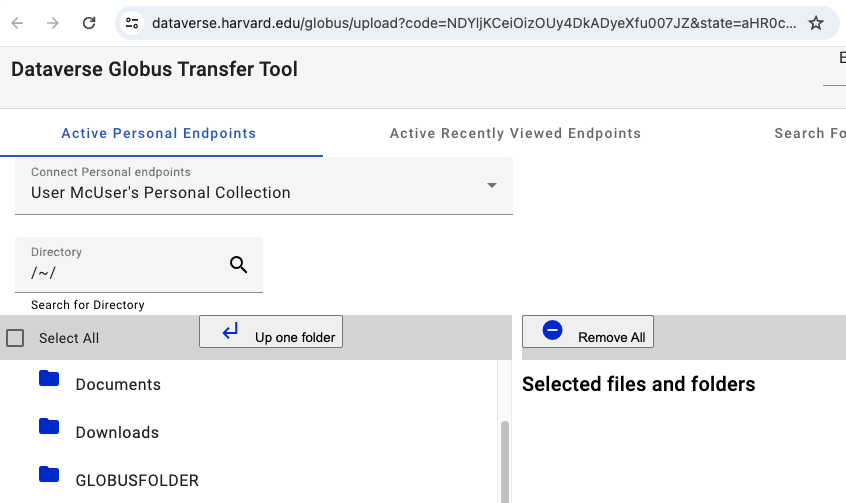 dataverse.harvard.edu/globus/upload?code=NDYljKCeiOizOUy4DkADyeXfu007JZ&state=aHR0c...
Dataverse Globus Transfer Tool
E
Active Personal Endpoints
Active Recently Viewed Endpoints
Search Fo
Connect Personal endpoints
User McUser's Personal Collection
Directory
/~/
Search for Directory
Select All
Up one folder
Remove All
Documents
Selected files and folders
Downloads
GLOBUSFOLDER